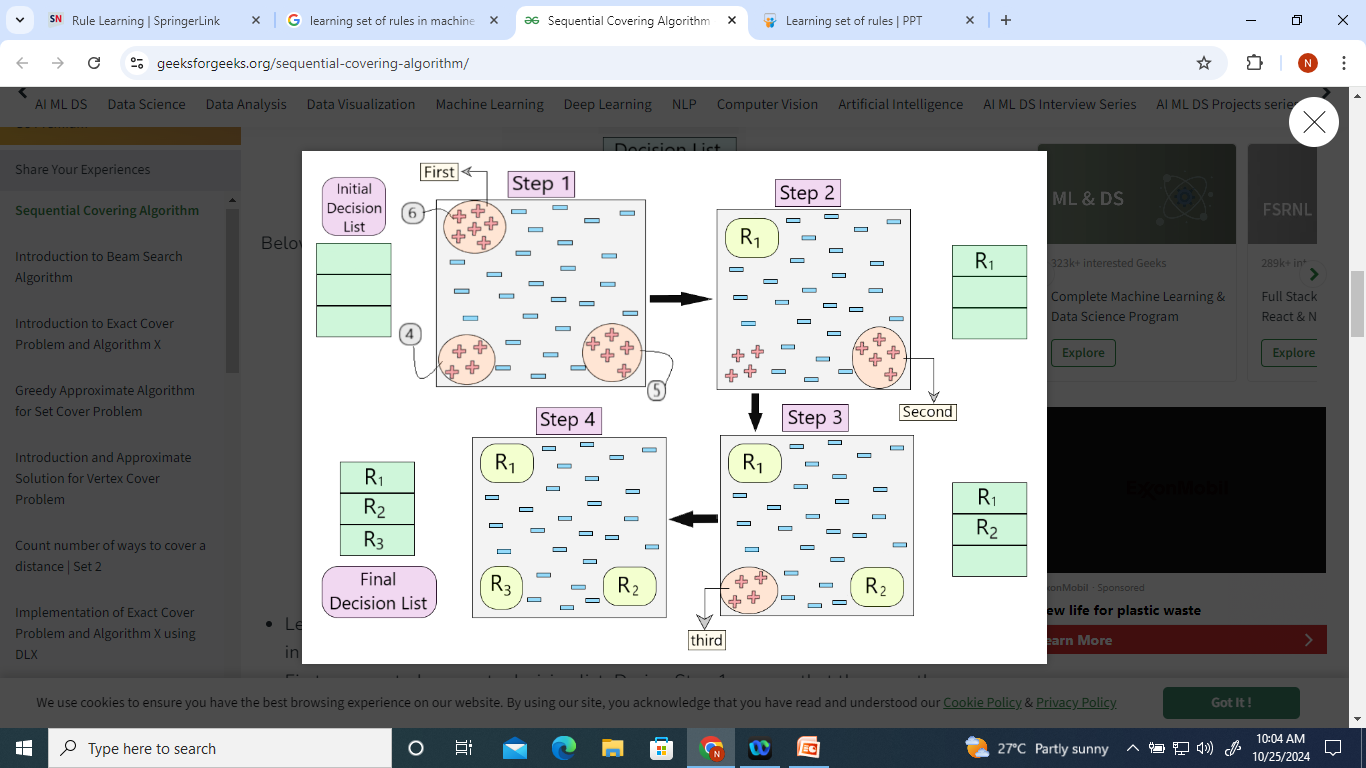 Rule Learning | SpringerLink
learning set of rules in machine
Sequential Covering Algorithm
Learning set of rules | PPT
geeksforgeeks.org/sequential-covering-algorithm/
N
AI ML DS
Data Science
Data Analysis
Data Visualization
Machine Learning
Deep Learning
NLP
Computer Vision
Artificial Intelligence
AI ML DS Interview Series
AI ML DS Projects series
Share Your Experiences
Sequential Covering Algorithm
Introduction to Beam Search
Algorithm
Introduction to Exact Cover
Problem and Algorithm X
Greedy Approximate Algorithm
for Set Cover Problem
Introduction and Approximate
Solution for Vertex Cover
Problem
Count number of ways to cover a
distance | Set 2
Implementation of Exact Cover
Problem and Algorithm X using
DLX
Decision List
Initial
Decision
List
First
Step 1
6
4
5
Step 2
R1
Second
R1
Step 3
R1
R2
third
R1
R2
Step 4
R1
R3
R2
R1
R2
R3
Final
Decision List
ML & DS
323k+ interested Geeks
Complete Machine Learning &
Data Science Program
Explore
FSRNL
289k+
Full Stack
React & N
Explore
ExxonMobil
Sponsored
new life for plastic waste
Learn More
We use cookies to ensure you have the best browsing experience on our website. By using our site, you acknowledge that you have read and understood our Cookie Policy & Privacy Policy
Got It !
Type here to search
27°C Partly sunny
10:04 AM
10/25/2024